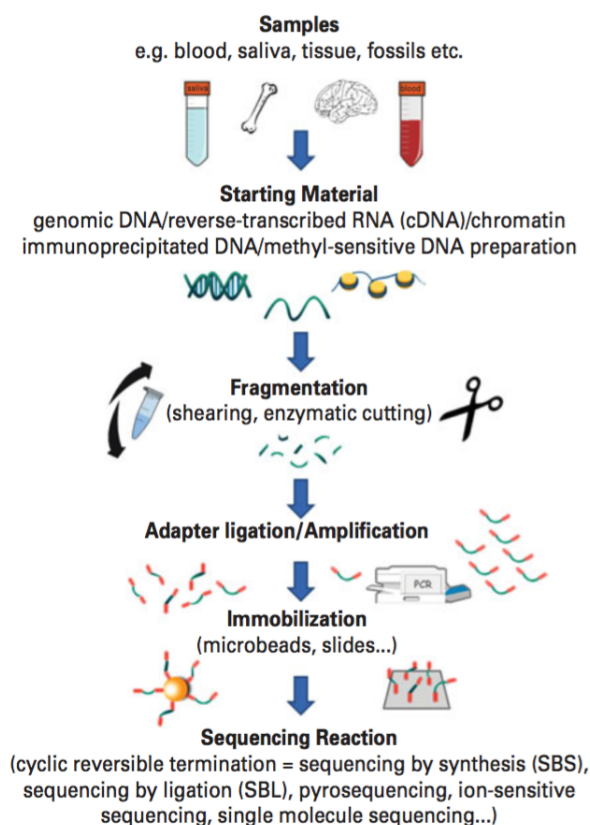 Samples
e.g. blood, saliva, tissue, fossils etc.
saliva
blood
Starting Material
genomic DNA/reverse-transcribed RNA (cDNA)/chromatin
immunoprecipitated DNA/methyl-sensitive DNA preparation
Fragmentation
(shearing, enzymatic cutting)
Adapter ligation/Amplification
PCR
Immobilization
(microbeads, slides...)
Sequencing Reaction
(cyclic reversible termination = sequencing by synthesis (SBS),
sequencing by ligation (SBL), pyrosequencing, ion-sensitive
sequencing, single molecule sequencing...)